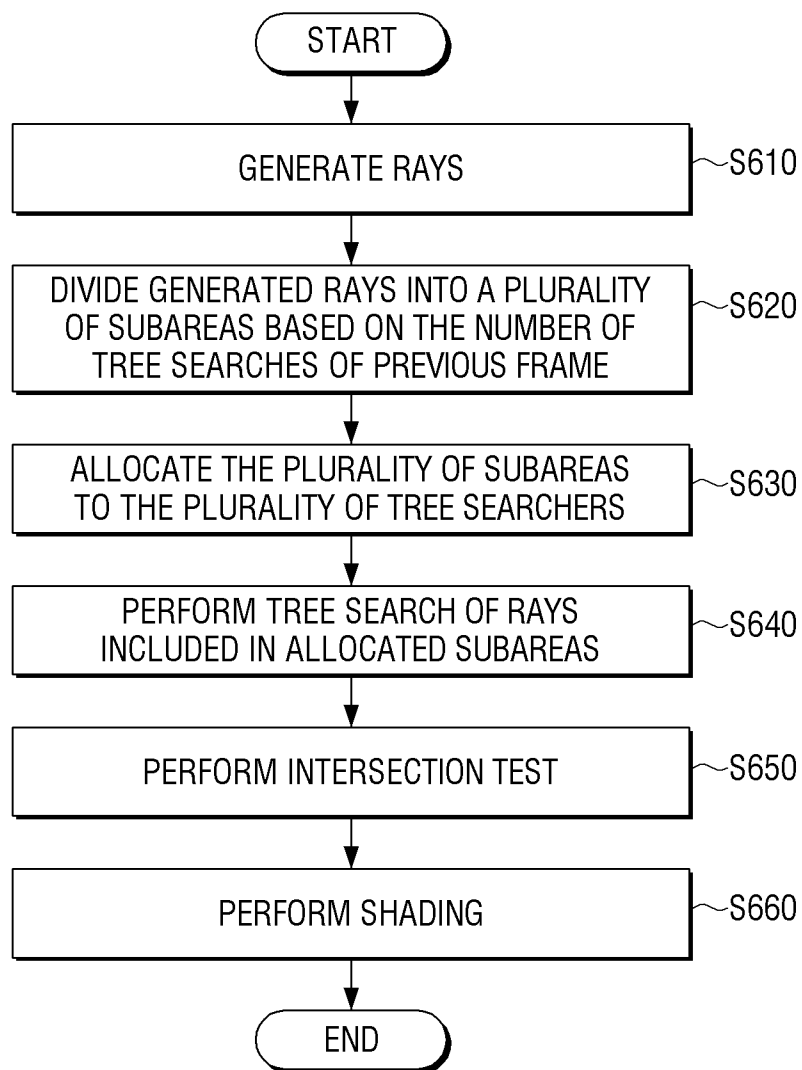 START
GENERATE RAYS
S610
DIVIDE GENERATED RAYS INTO A PLURALITY
OF SUBAREAS BASED ON THE NUMBER OF
TREE SEARCHES OF PREVIOUS FRAME
S620
ALLOCATE THE PLURALITY OF SUBAREAS
TO THE PLURALITY OF TREE SEARCHERS
S630
PERFORM TREE SEARCH OF RAYS
INCLUDED IN ALLOCATED SUBAREAS
S640
PERFORM INTERSECTION TEST
S650
PERFORM SHADING
S660
END